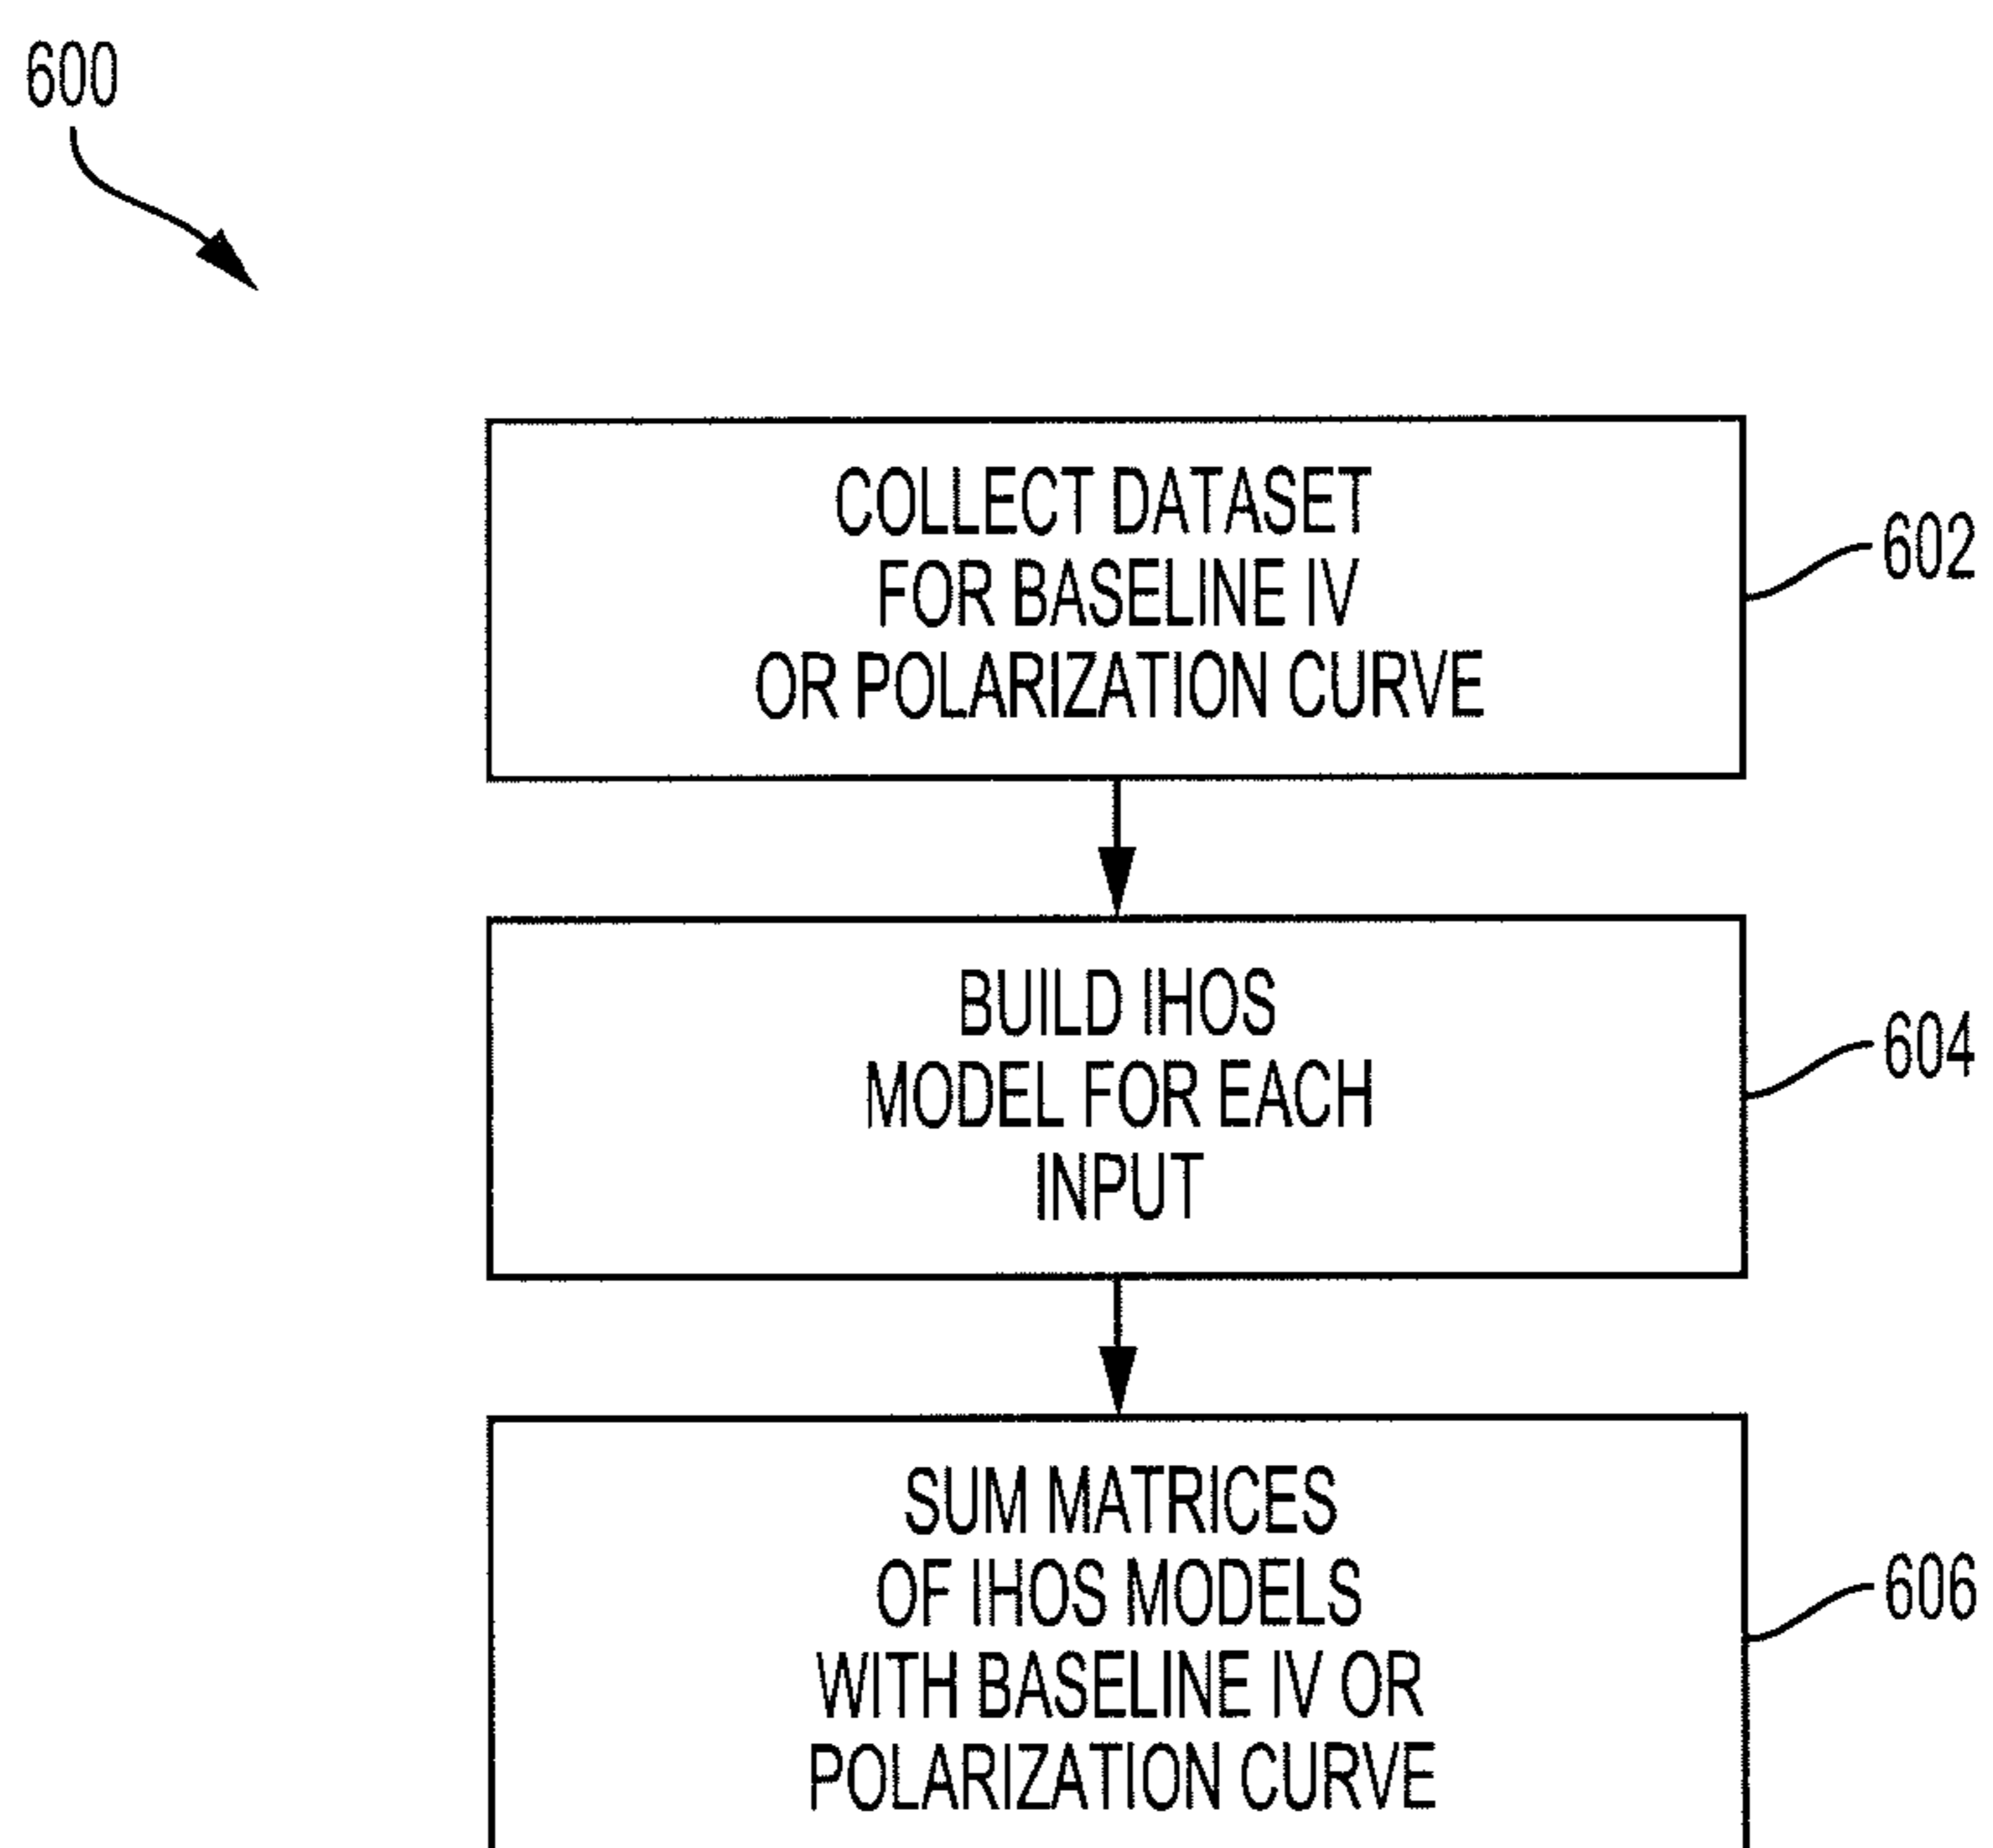 600
COLLECT DATASET
FOR BASELINE IV
OR POLARIZATION CURVE
602
BUILD IHOS
MODEL FOR EACH
INPUT
604
SUM MATRICES
OF IHOS MODELS
WITH BASELINE IV OR
POLARIZATION CURVE
606